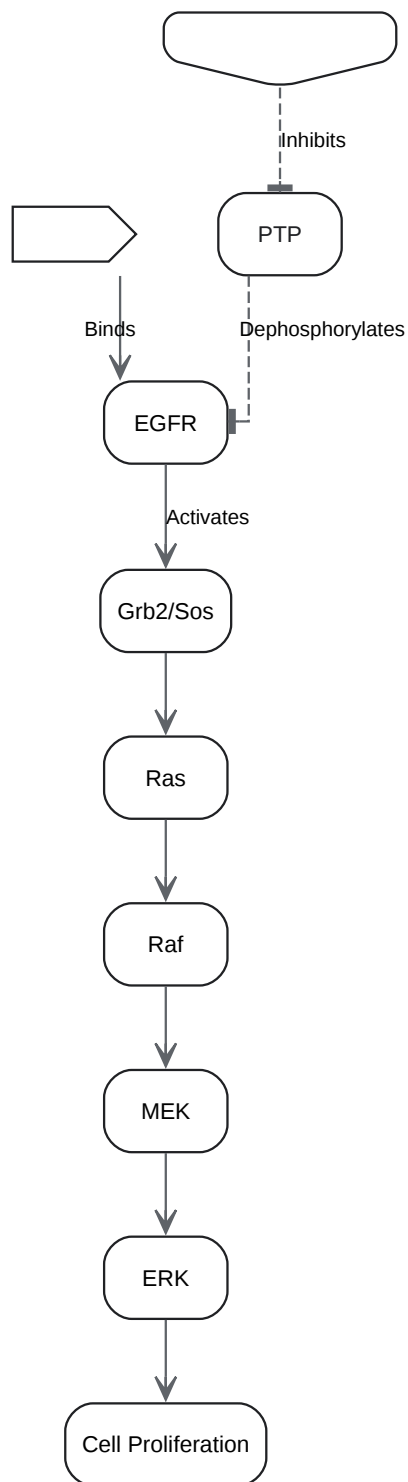 Inhibits
PTP
Binds
Dephosphorylates
EGFR
Activates
Grb2/Sos
Ras
Raf
MEK
ERK
Cell Proliferation